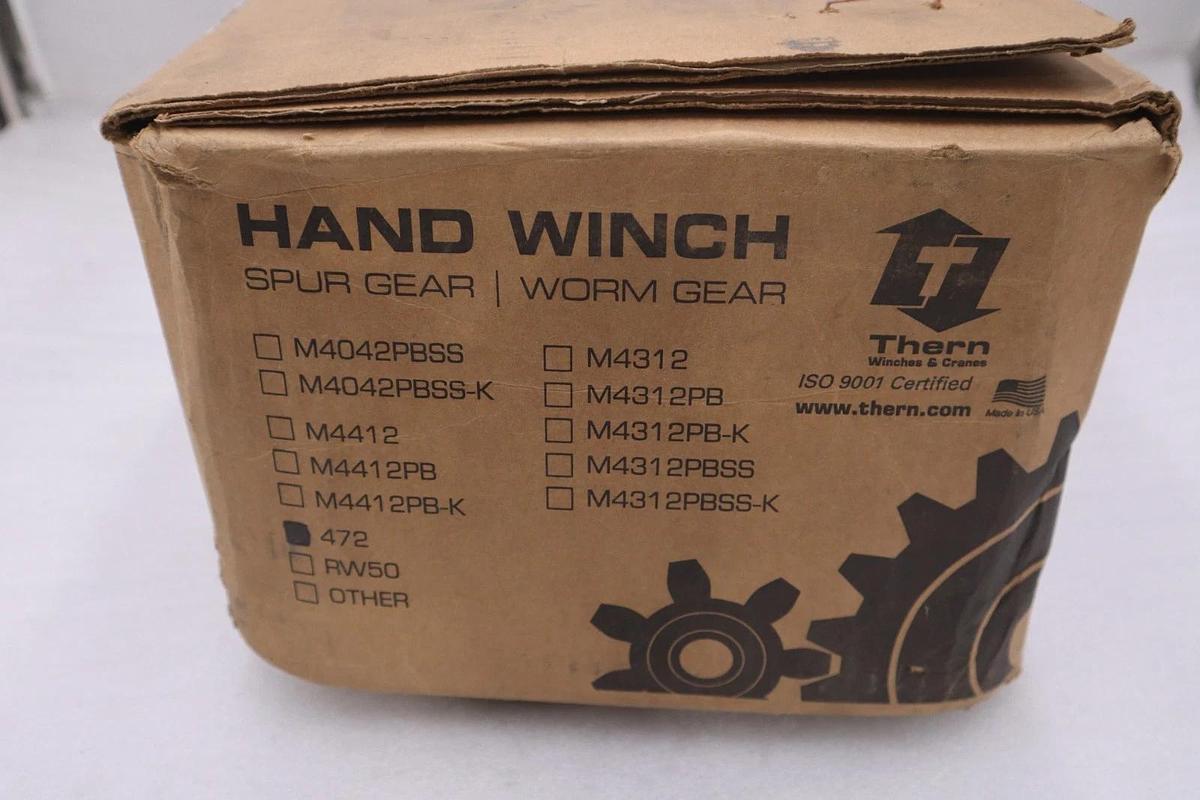 HAND WINCH
SPUR GEAR | WORM GEAR
M4042PBSS
M4042PBSS-K
M4412
M4412PB
M4412PB-K
472
RW50
OTHER
M4312
M4312PB
M4312PB-K
M4312PBSS
M4312PBSS-K
T
Thern
Winches & Cranes
ISO 9001 Certified
www.thern.com
Made in USA